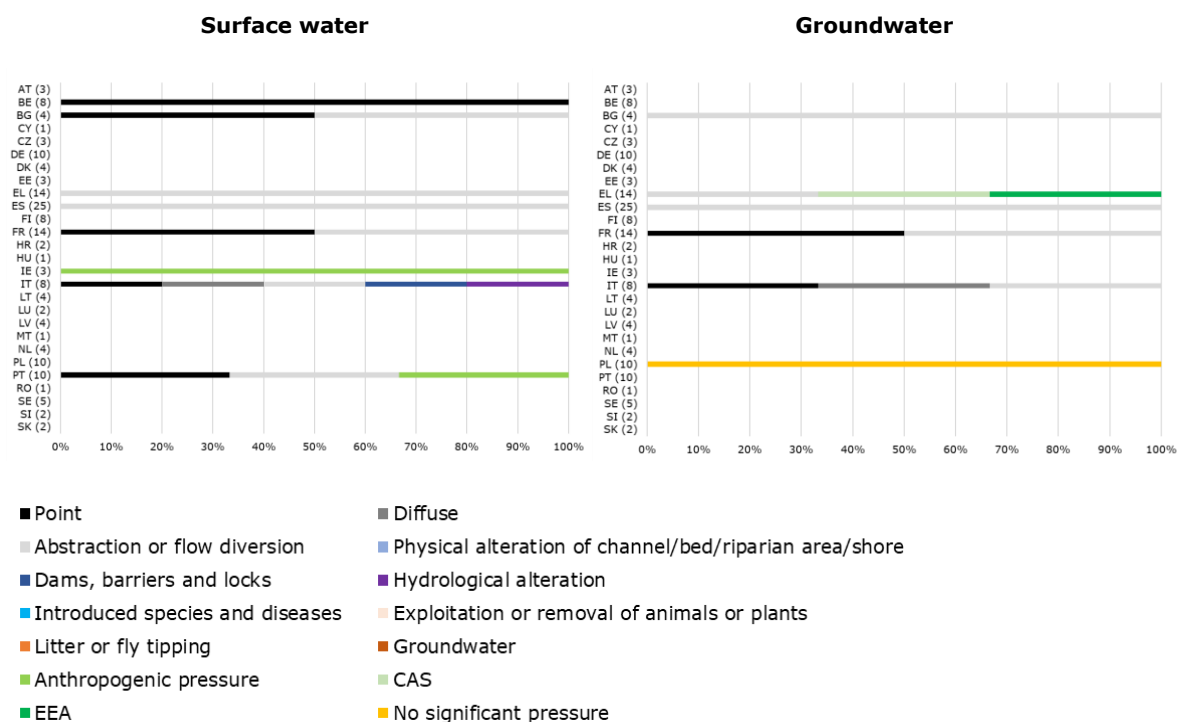 Surface water
Groundwater
AT (3)
BE (8)
BG (4)
CY (1)
CZ (3)
DE (10)
DK (4)
EE (3)
EL (14)
ES (25)
FI (8)
FR (14)
HR (2)
HU (1)
IE (3)
IT (8)
LT (4)
LU (2)
LV (4)
MT (1)
NL (4)
PL (10)
PT (10)
RO (1)
SE (5)
SI (2)
SK (2)
0% 10% 20% 30% 40% 50% 60% 70% 80% 90% 100%
AT (3)
BE (8)
BG (4)
CY (1)
CZ (3)
DE (10)
DK (4)
EE (3)
EL (14)
ES (25)
FI (8)
FR (14)
HR (2)
HU (1)
IE (3)
IT (8)
LT (4)
LU (2)
LV (4)
MT (1)
NL (4)
PL (10)
PT (10)
RO (1)
SE (5)
SI (2)
SK (2)
0% 10% 20% 30% 40% 50% 60% 70% 80% 90% 100%
Point
Diffuse
Abstraction or flow diversion
Physical alteration of channel/bed/riparian area/shore
Dams, barriers and locks
Hydrological alteration
Introduced species and diseases
Exploitation or removal of animals or plants
Litter or fly tipping
Groundwater
Anthropogenic pressure
CAS
EEA
No significant pressure